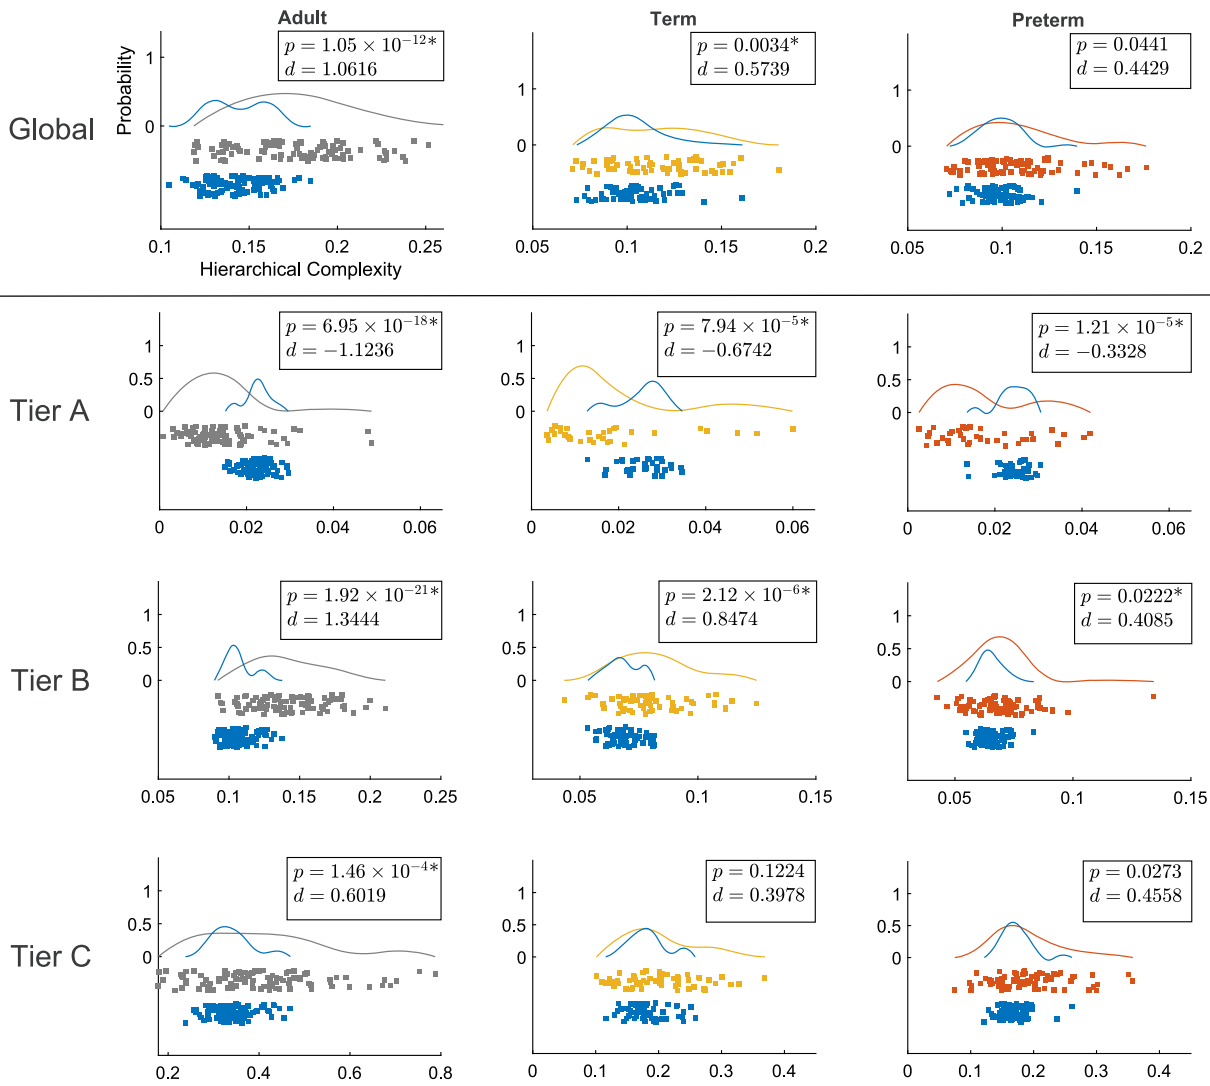 Adult
Term
Preterm
Global
Probability
1
0
p = 1.05 × 10⁻¹²*
d = 1.0616
0.1
0.15
0.2
0.25
Hierarchical Complexity
1
0
p = 0.0034*
d = 0.5739
0.05
0.1
0.15
0.2
1
0
p = 0.0441
d = 0.4429
0.05
0.1
0.15
0.2
Tier A
1
0.5
0
p = 6.95 × 10⁻¹⁸*
d = −1.1236
0
0.02
0.04
0.06
1
0.5
0
p = 7.94 × 10⁻⁵*
d = −0.6742
0
0.02
0.04
0.06
1
0.5
0
p = 1.21 × 10⁻⁵*
d = −0.3328
0
0.02
0.04
0.06
Tier B
1
0.5
0
p = 1.92 × 10⁻²¹*
d = 1.3444
0.05
0.1
0.15
0.2
0.25
1
0.5
0
p = 2.12 × 10⁻⁶*
d = 0.8474
0.05
0.1
0.15
1
0.5
0
p = 0.0222*
d = 0.4085
0.05
0.1
0.15
Tier C
1
0.5
0
p = 1.46 × 10⁻⁴*
d = 0.6019
0.2
0.4
0.6
0.8
1
0.5
0
p = 0.1224
d = 0.3978
0
0.1
0.2
0.3
0.4
1
0.5
0
p = 0.0273
d = 0.4558
0
0.1
0.2
0.3
0.4